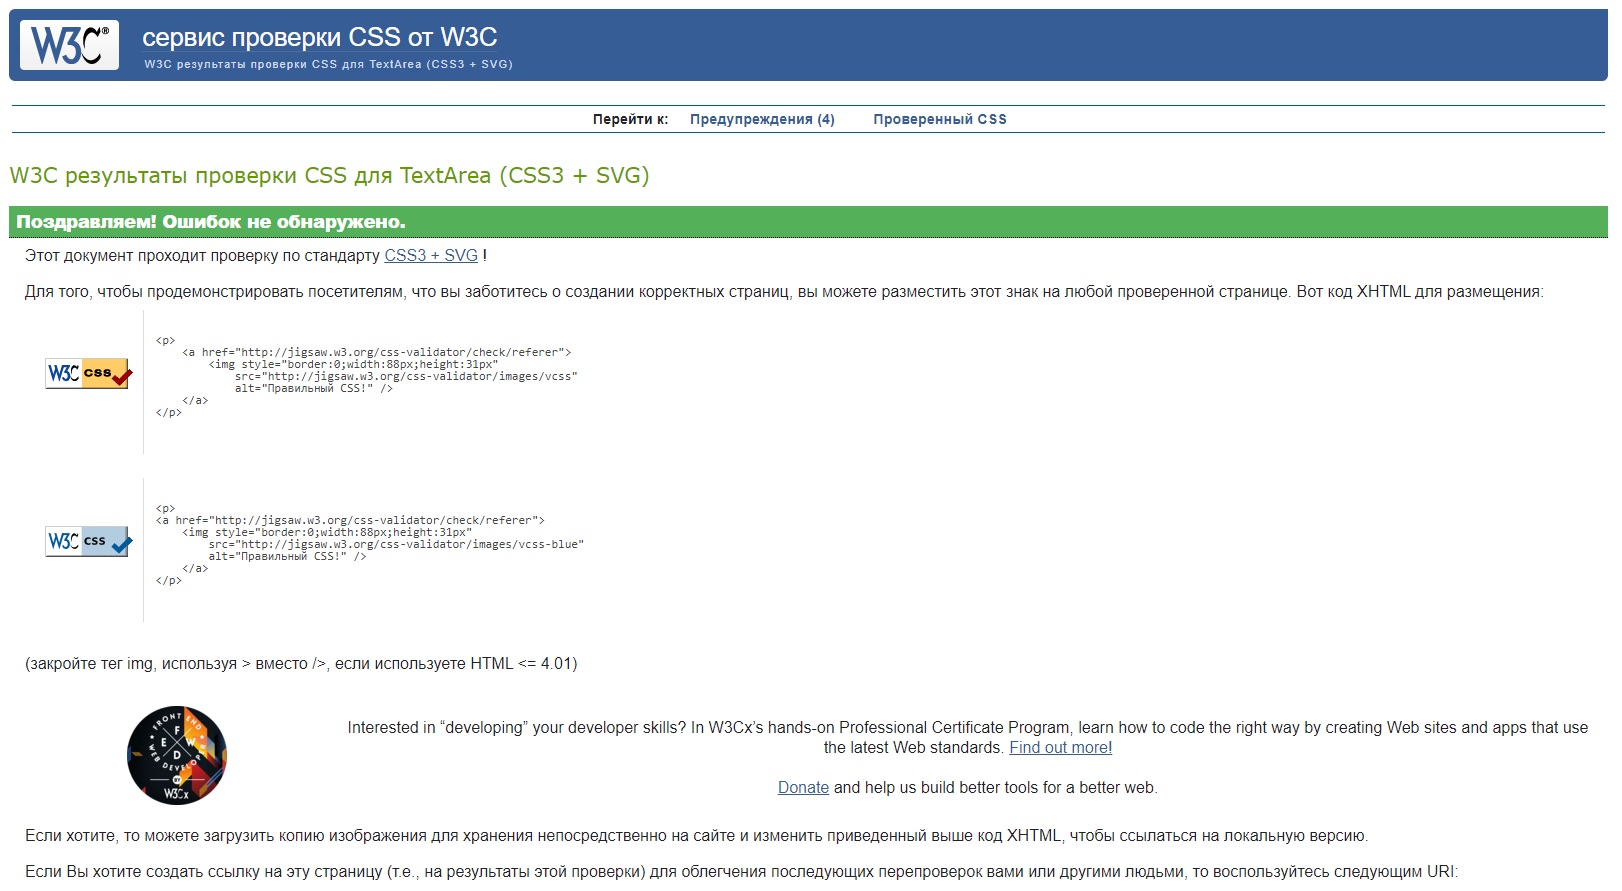 W3C®
сервис проверки CSS от W3C
W3C результаты проверки CSS для TextArea (CSS3 + SVG)
Перейти к: Предупреждения (4) Проверенный CSS
W3C результаты проверки CSS для TextArea (CSS3 + SVG)
Поздравляем! Ошибок не обнаружено.
Этот документ проходит проверку по стандарту CSS3 + SVG !
Для того, чтобы продемонстрировать посетителям, что вы заботитесь о создании корректных страниц, вы можете разместить этот знак на любой проверенной странице. Вот код XHTML для размещения:
W3C css
<p>
    <a href="http://jigsaw.w3.org/css-validator/check/referer">
        <img style="border:0;width:88px;height:31px"
            src="http://jigsaw.w3.org/css-validator/images/vcss"
            alt="Правильный CSS!" />
    </a>
</p>
W3C css
<p>
<a href="http://jigsaw.w3.org/css-validator/check/referer">
    <img style="border:0;width:88px;height:31px"
        src="http://jigsaw.w3.org/css-validator/images/vcss-blue"
        alt="Правильный CSS!" />
    </a>
</p>
(закройте тег img, используя > вместо />, если используете HTML <= 4.01)
FRONT END
F
E W
D
WEB DEVELOPER
BY
W3Cx
Interested in “developing” your developer skills? In W3Cx’s hands-on Professional Certificate Program, learn how to code the right way by creating Web sites and apps that use
the latest Web standards. Find out more!
Donate and help us build better tools for a better web.
Если хотите, то можете загрузить копию изображения для хранения непосредственно на сайте и изменить приведенный выше код XHTML, чтобы ссылаться на локальную версию.
Если Вы хотите создать ссылку на эту страницу (т.е., на результаты этой проверки) для облегчения последующих перепроверок вами или другими людьми, то воспользуйтесь следующим URI: